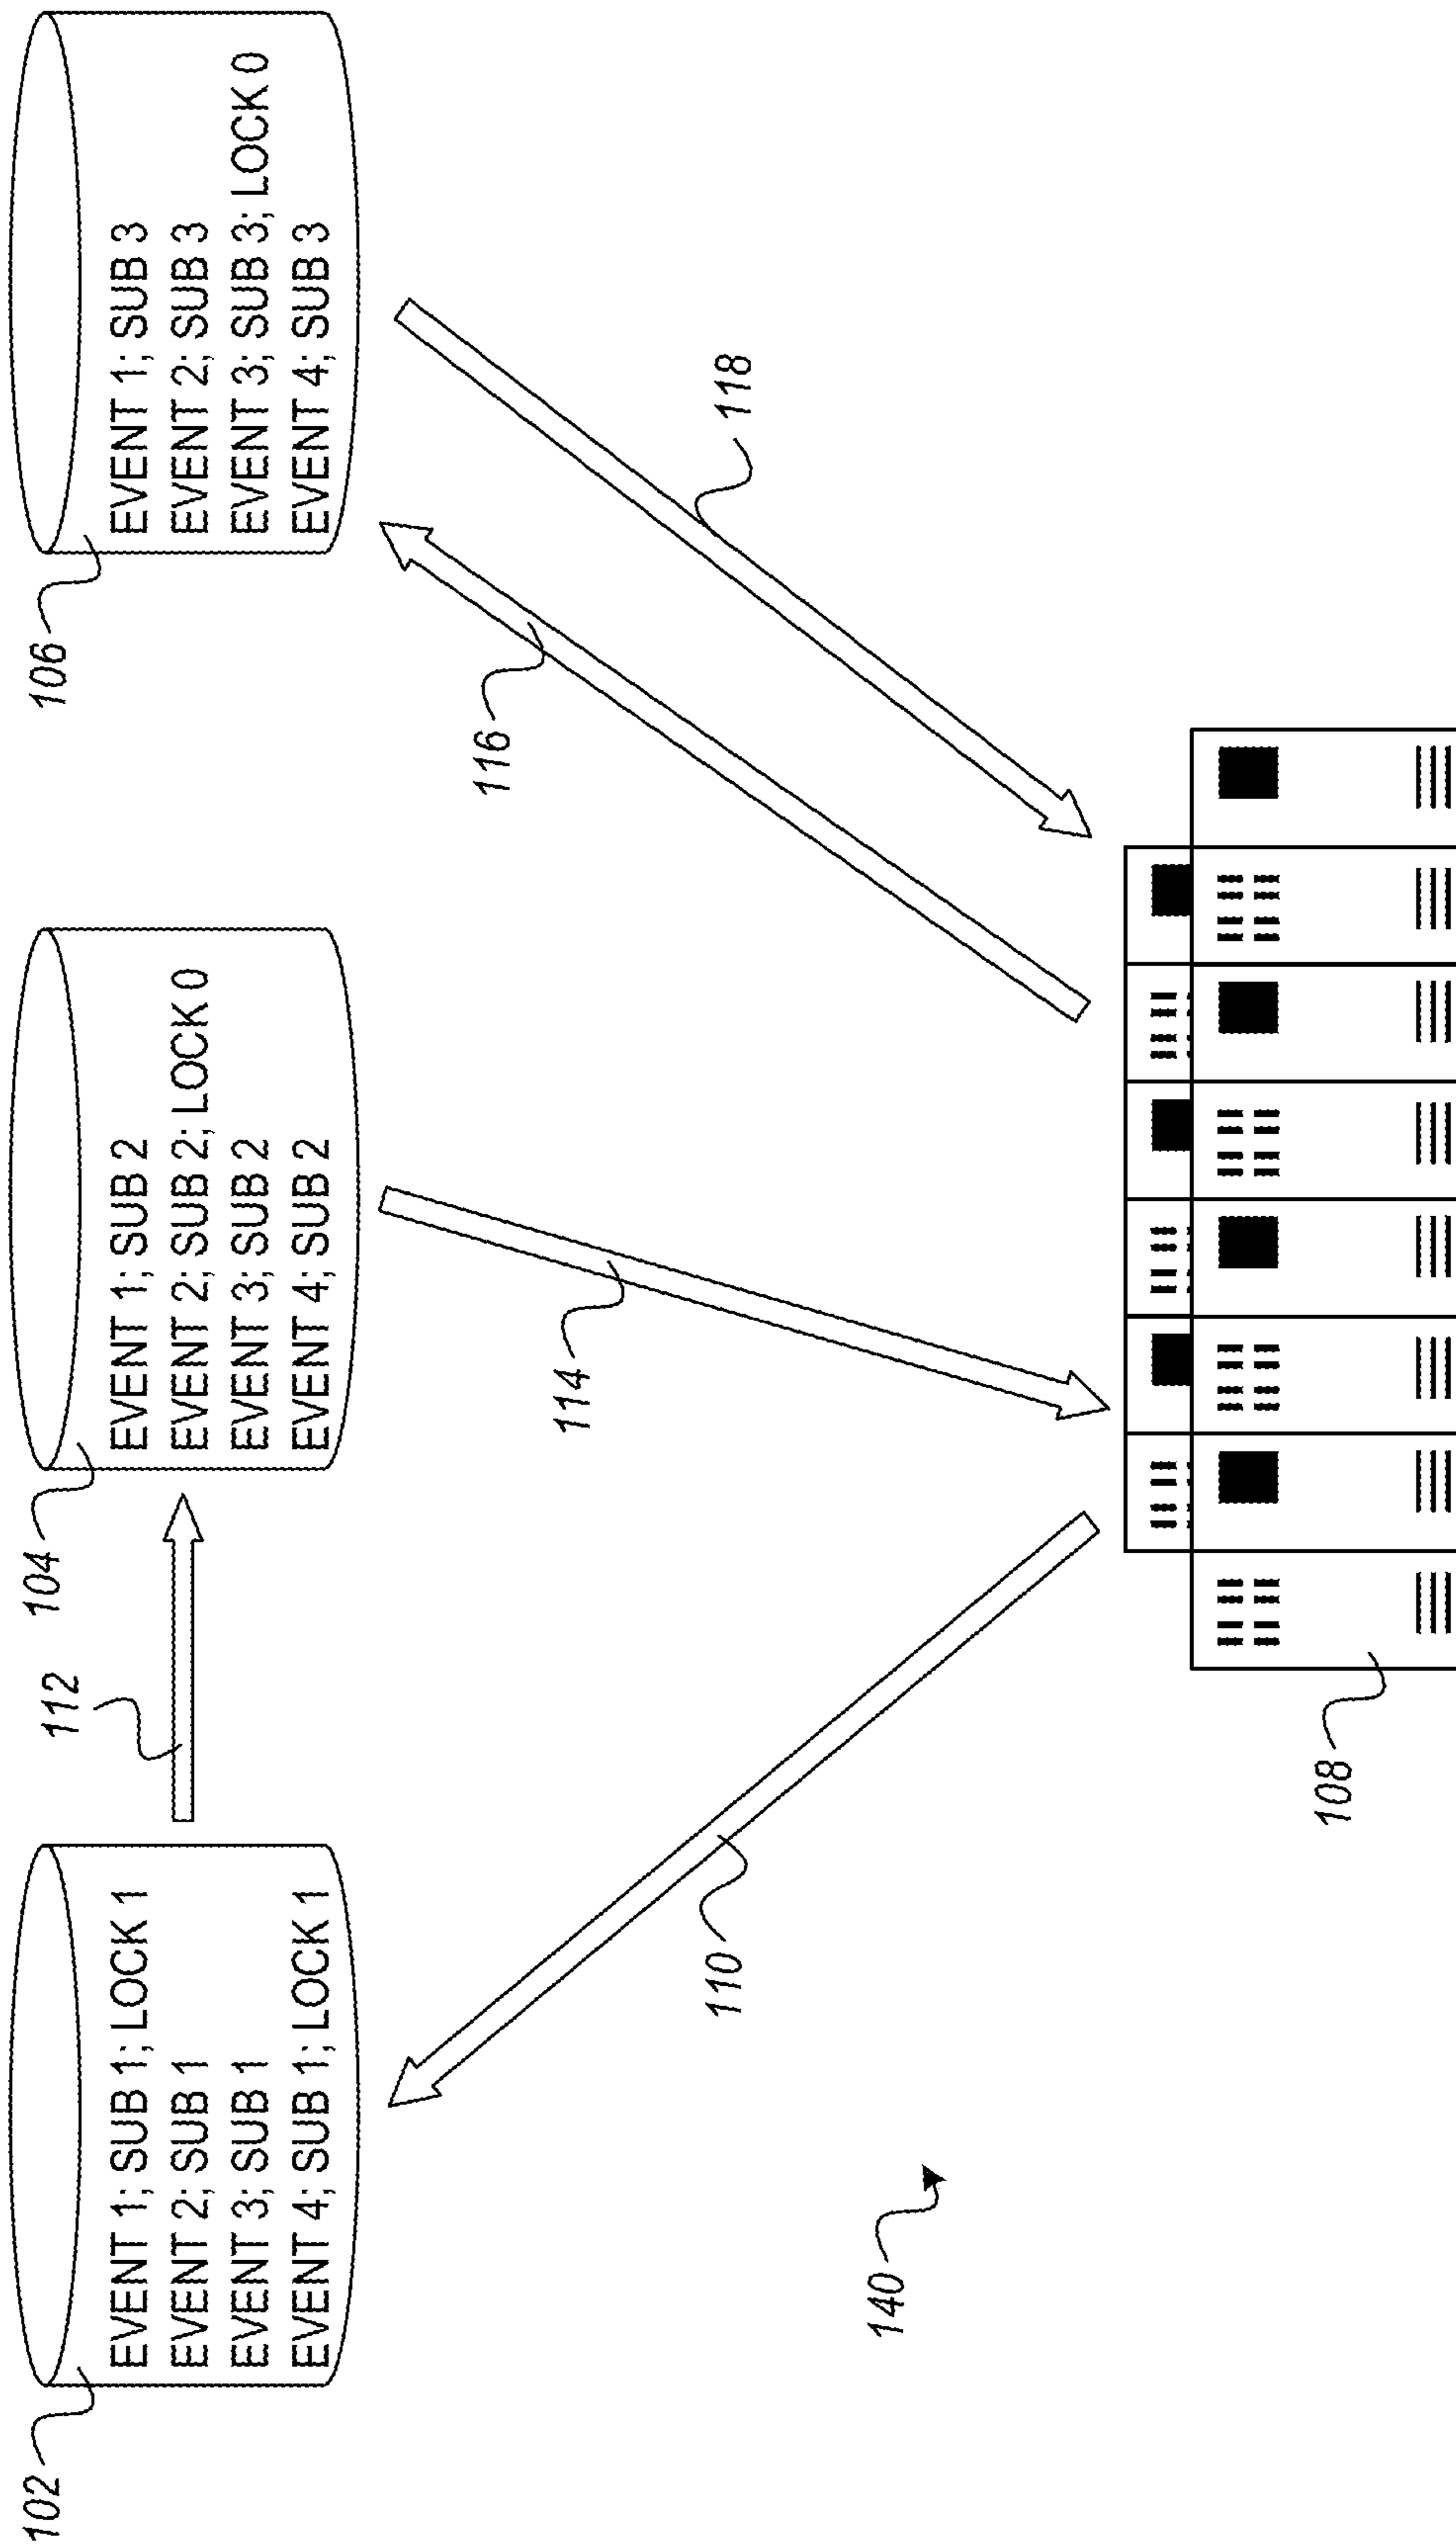 102
EVENT 1; SUB 1; LOCK 1
EVENT 2; SUB 1
EVENT 3; SUB 1
EVENT 4; SUB 1; LOCK 1
112
104
EVENT 1; SUB 2
EVENT 2; SUB 2; LOCK 0
EVENT 3; SUB 2
EVENT 4; SUB 2
106
EVENT 1; SUB 3
EVENT 2; SUB 3
EVENT 3; SUB 3; LOCK 0
EVENT 4; SUB 3
116
118
114
110
140
108